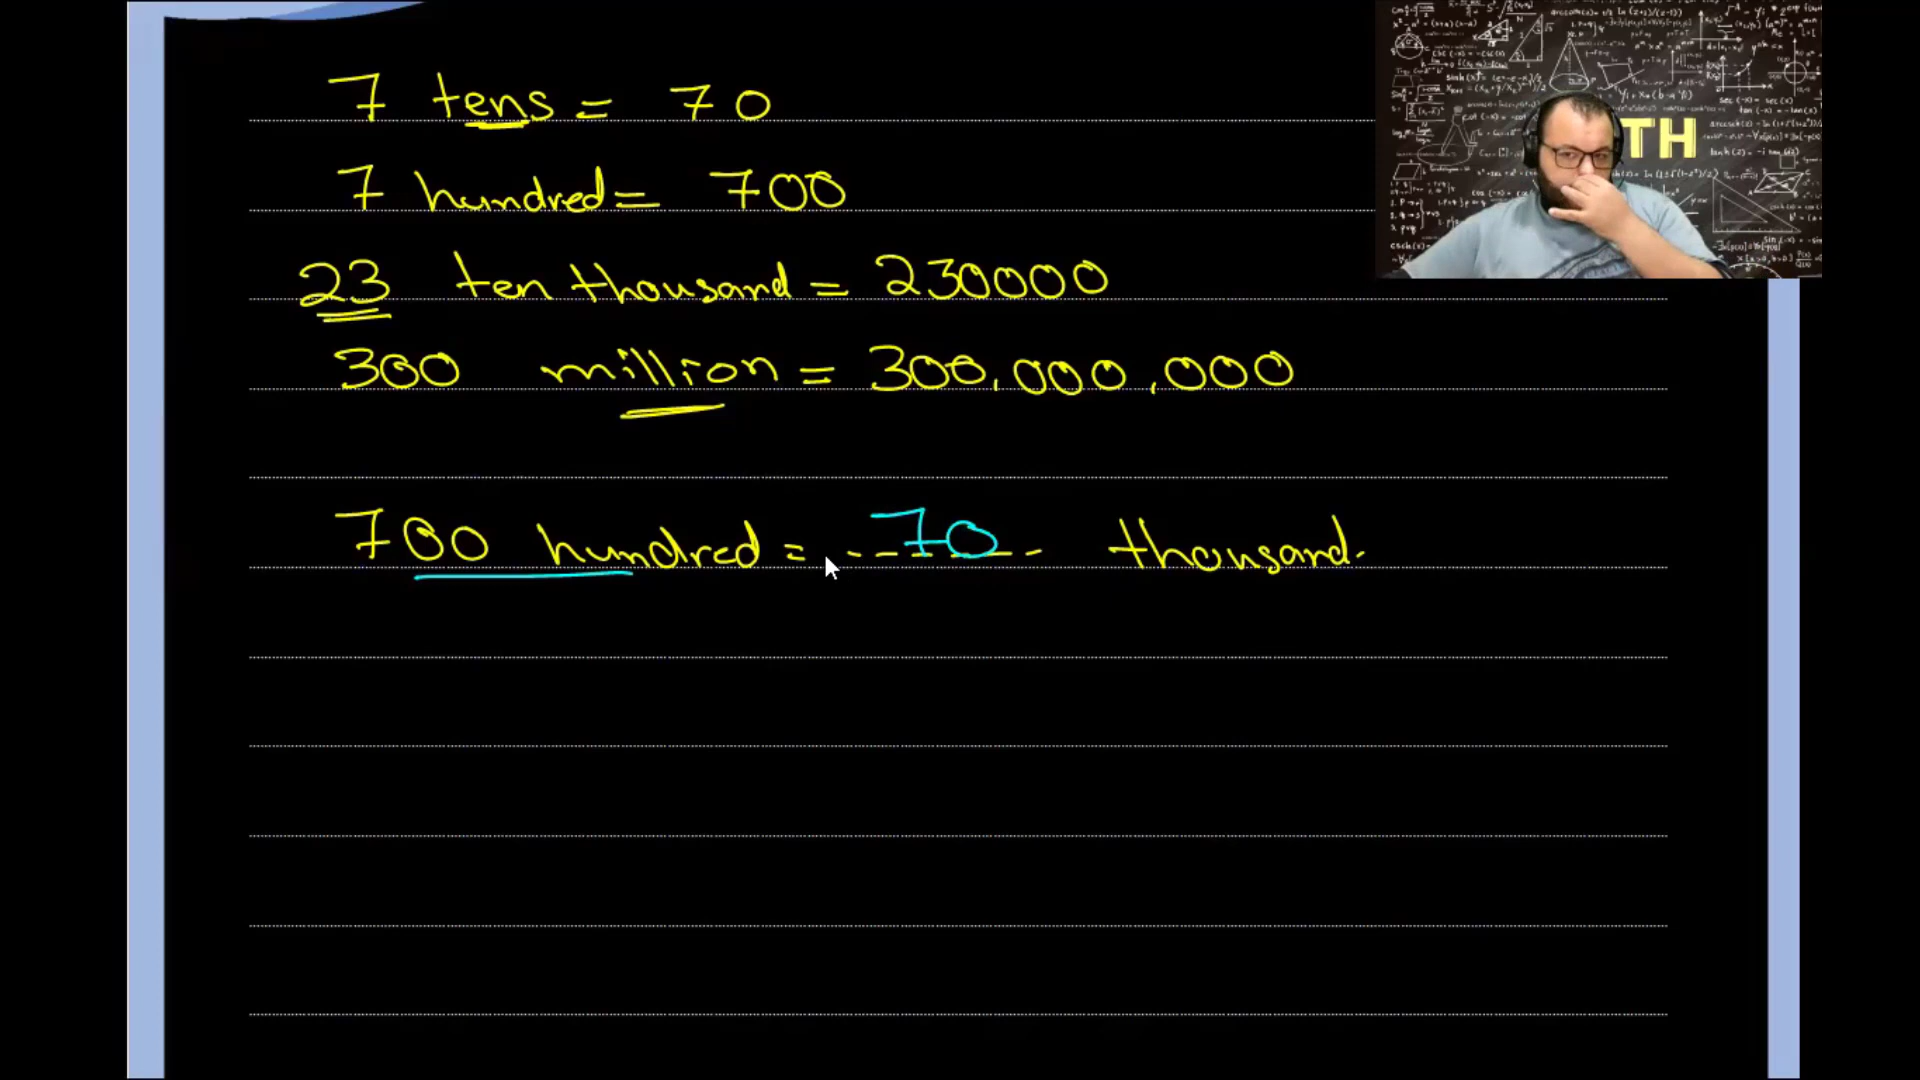 7 tens = 70
7 hundred = 700
23 ten thousand = 230000
300 million = 300,000,000
700 hundred = 70 thousand.
TH